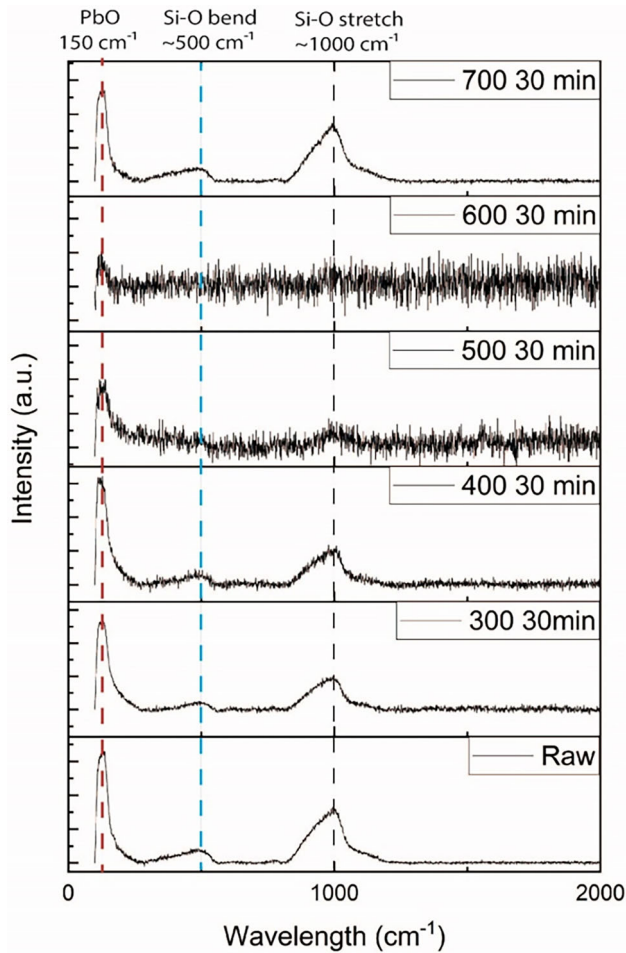 PbO
150 cm⁻¹
Si-O bend
~500 cm⁻¹
Si-O stretch
~1000 cm⁻¹
700 30 min
600 30 min
500 30 min
400 30 min
300 30min
Raw
Intensity (a.u.)
0
1000
2000
Wavelength (cm⁻¹)